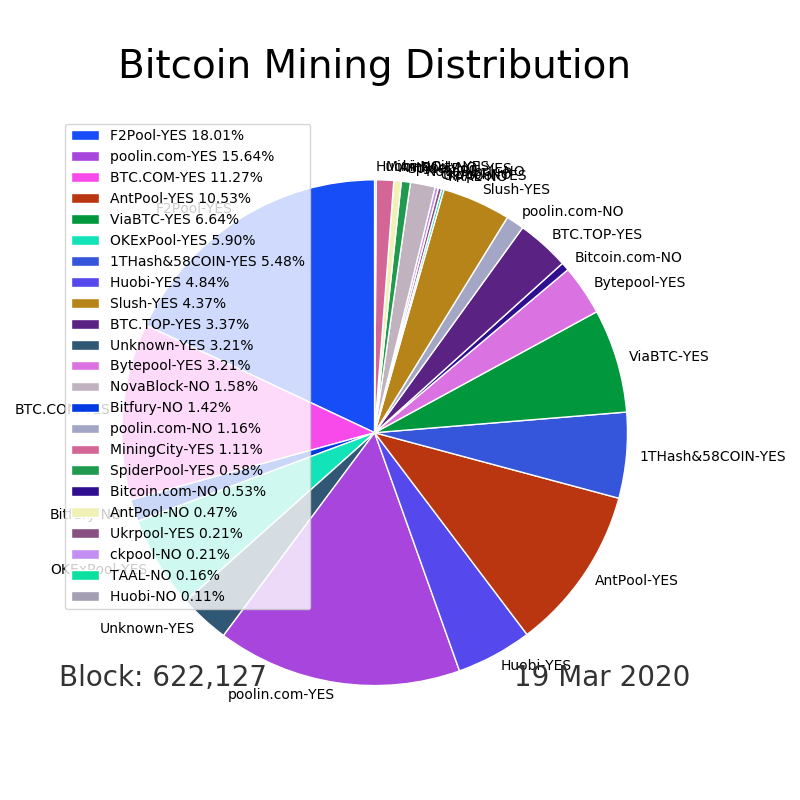 Bitcoin Mining Distribution
F2Pool-YES 18.01%
poolin.com-YES 15.64%
BTC.COM-YES 11.27%
AntPool-YES 10.53%
ViaBTC-YES 6.64%
OKExPool-YES 5.90%
1THash&58COIN-YES 5.48%
Huobi-YES 4.84%
Slush-YES 4.37%
BTC.TOP-YES 3.37%
Unknown-YES 3.21%
Bytepool-YES 3.21%
NovaBlock-NO 1.58%
Bitfury-NO 1.42%
poolin.com-NO 1.16%
MiningCity-YES 1.11%
SpiderPool-YES 0.58%
Bitcoin.com-NO 0.53%
AntPool-NO 0.47%
Ukrpool-YES 0.21%
ckpool-NO 0.21%
TAAL-NO 0.16%
Huobi-NO 0.11%
Slush-YES
poolin.com-NO
BTC.TOP-YES
Bitcoin.com-NO
Bytepool-YES
ViaBTC-YES
1THash&58COIN-YES
AntPool-YES
Huobi-YES
poolin.com-YES
Unknown-YES
OKExPool-YES
F2Pool-YES
Block: 622,127
19 Mar 2020